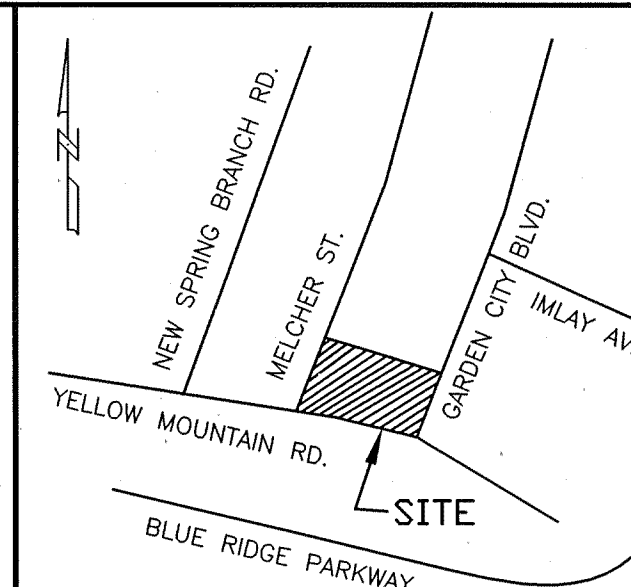 N
NEW SPRING BRANCH RD.
MELCHER ST.
GARDEN CITY BLVD.
IMLAY AV
YELLOW MOUNTAIN RD.
SITE
BLUE RIDGE PARKWAY